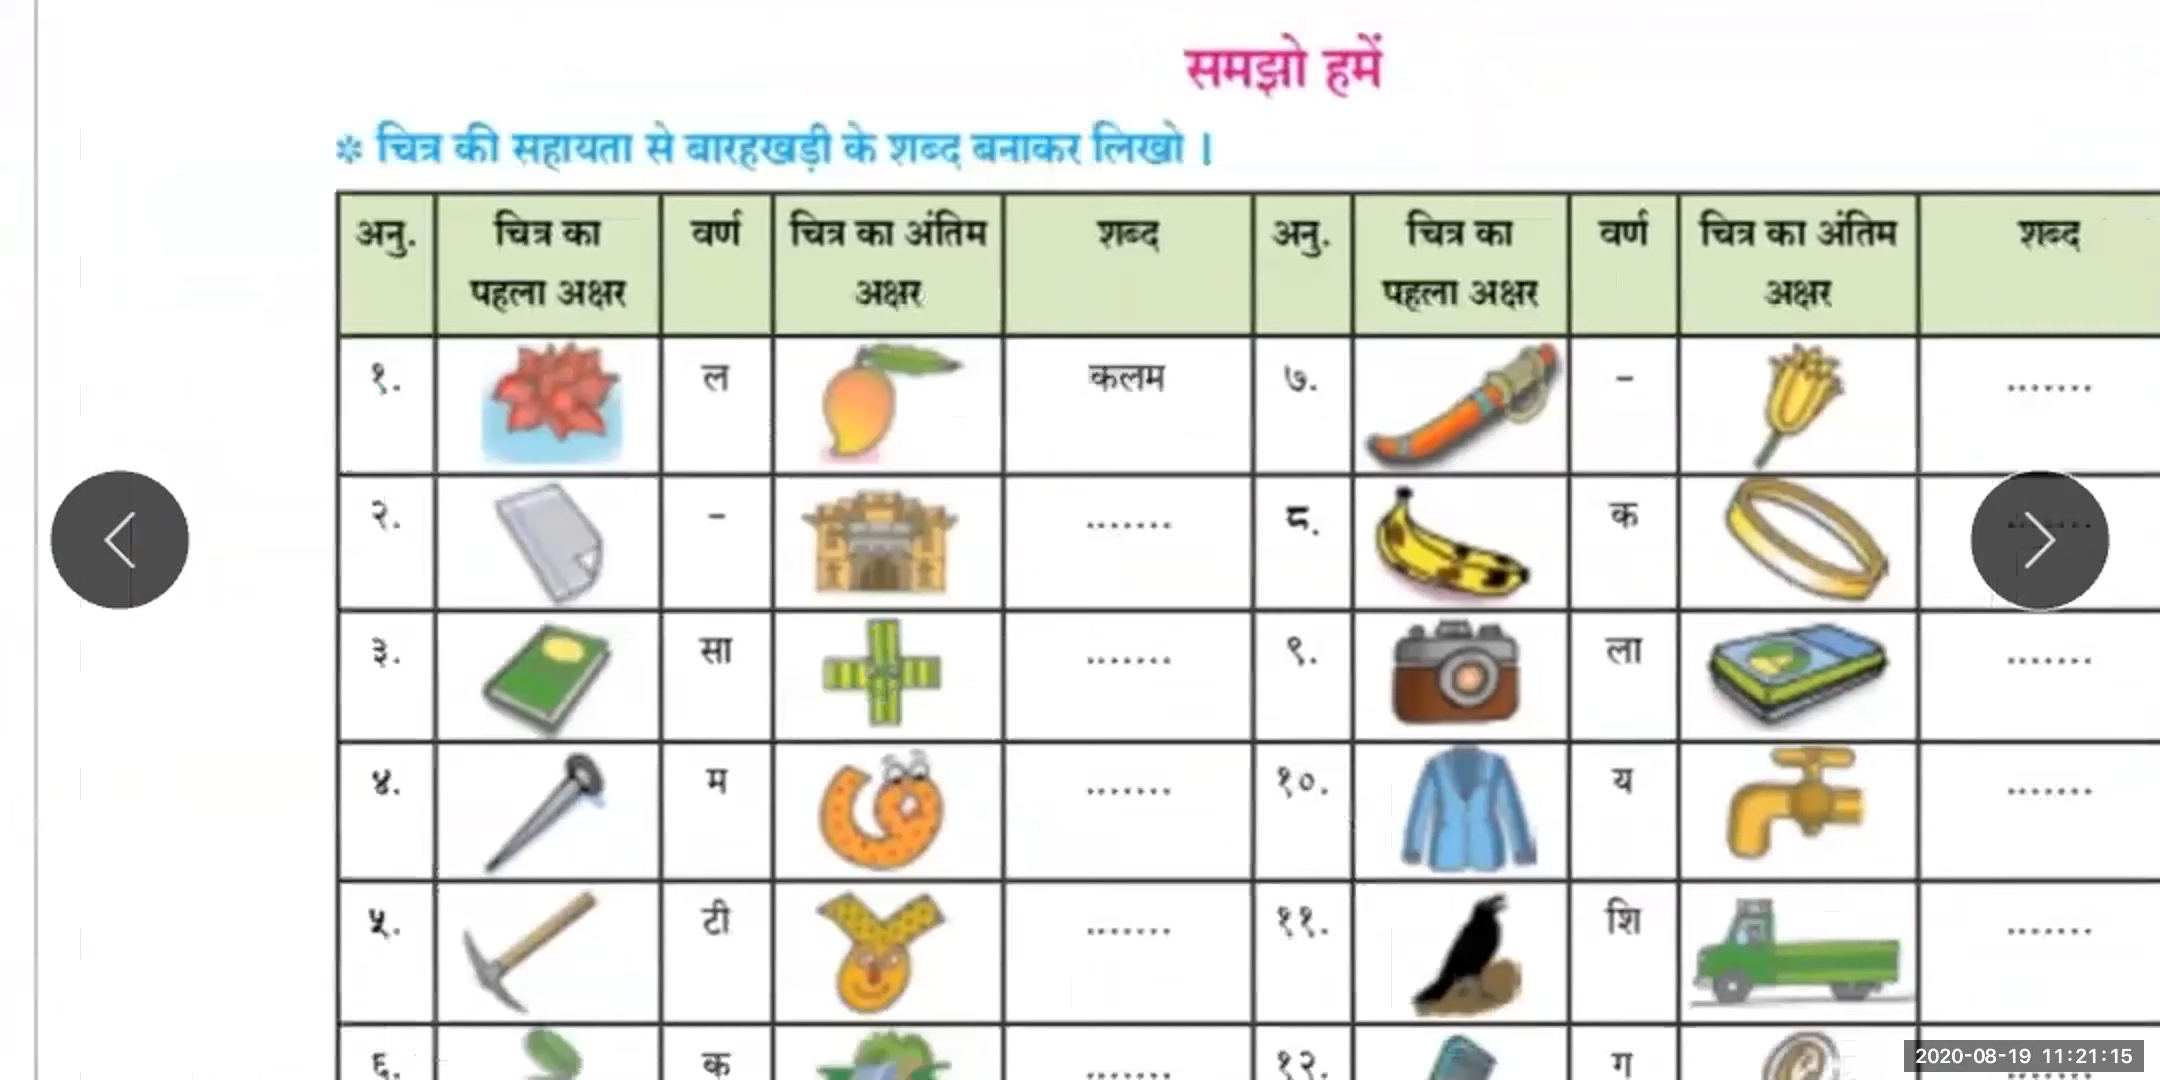 समझो हमें
* चित्र की सहायता से बारहखड़ी के शब्द बनाकर लिखो ।
अनु. चित्र का पहला अक्षर वर्ण चित्र का अंतिम अक्षर शब्द अनु. चित्र का पहला अक्षर वर्ण चित्र का अंतिम अक्षर शब्द
१. ल कलम ७. – .......
२. – ....... ८. क .......
३. सा ....... ९. ला .......
४. म ....... १०. य .......
५. टी ....... ११. शि .......
६. क ....... १२. ग .......
2020-08-19 11:21:15